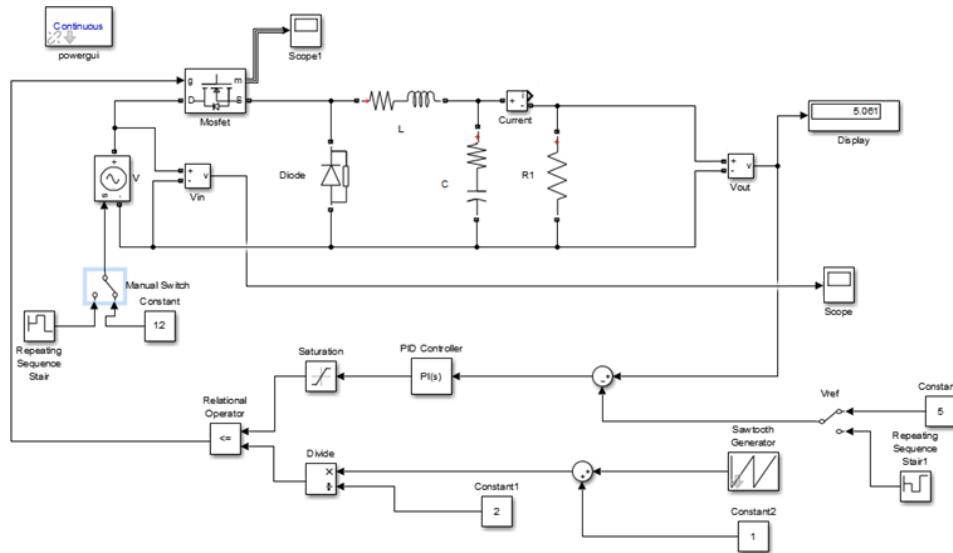 Continuous
powergui
Scope1
g
m
D
S
Mosfet
L
+
-
Current
5.061
Display
+
s
-
V
+
-
v
Vin
Diode
C
R1
+
-
v
Vout
Manual Switch
Constant
12
Scope
Repeating
Sequence
Stair
Saturation
PID Controller
PI(s)
Vref
Constan
5
Relational
Operator
<=
Divide
×
÷
Sawtooth
Generator
Repeating
Sequence
Stair1
Constant1
2
Constant2
1